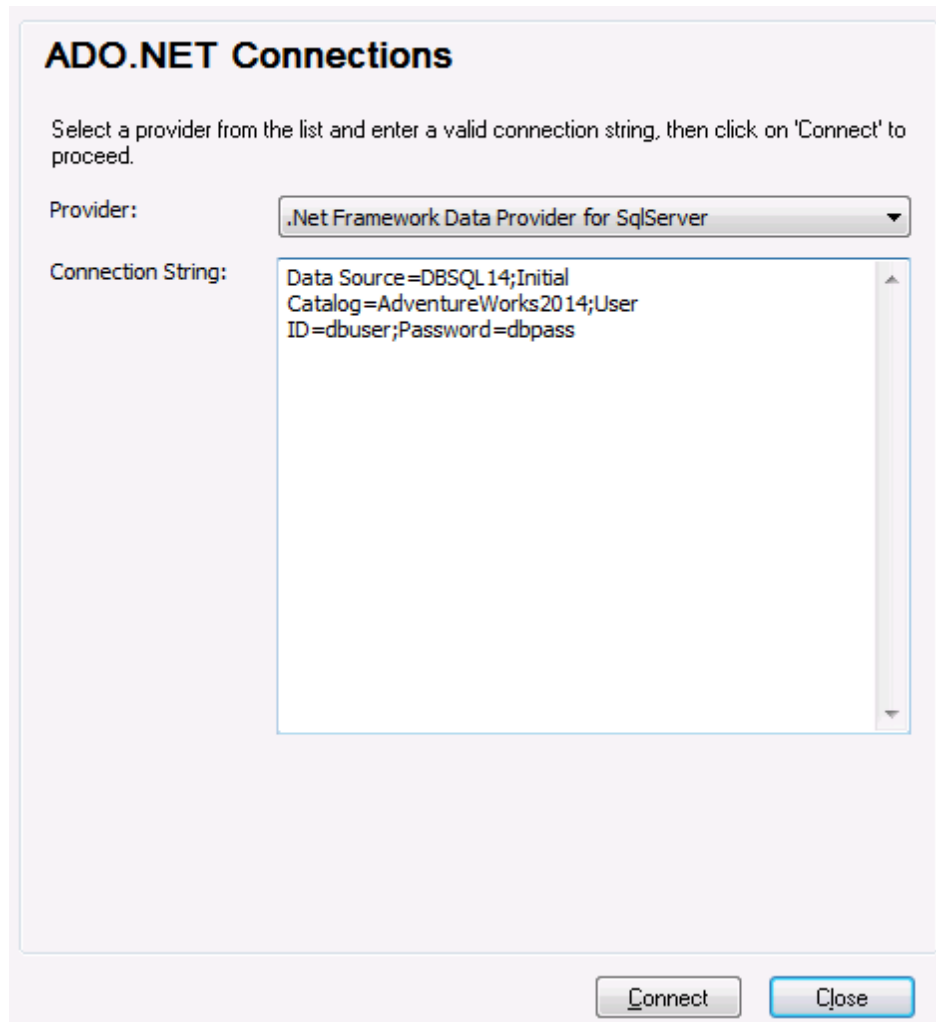 ADO.NET Connections
Select a provider from the list and enter a valid connection string, then click on 'Connect' to
proceed.
Provider:
.Net Framework Data Provider for SqlServer
Connection String:
Data Source=DBSQL14;Initial
Catalog=AdventureWorks2014;User
ID=dbuser;Password=dbpass
Connect
Close